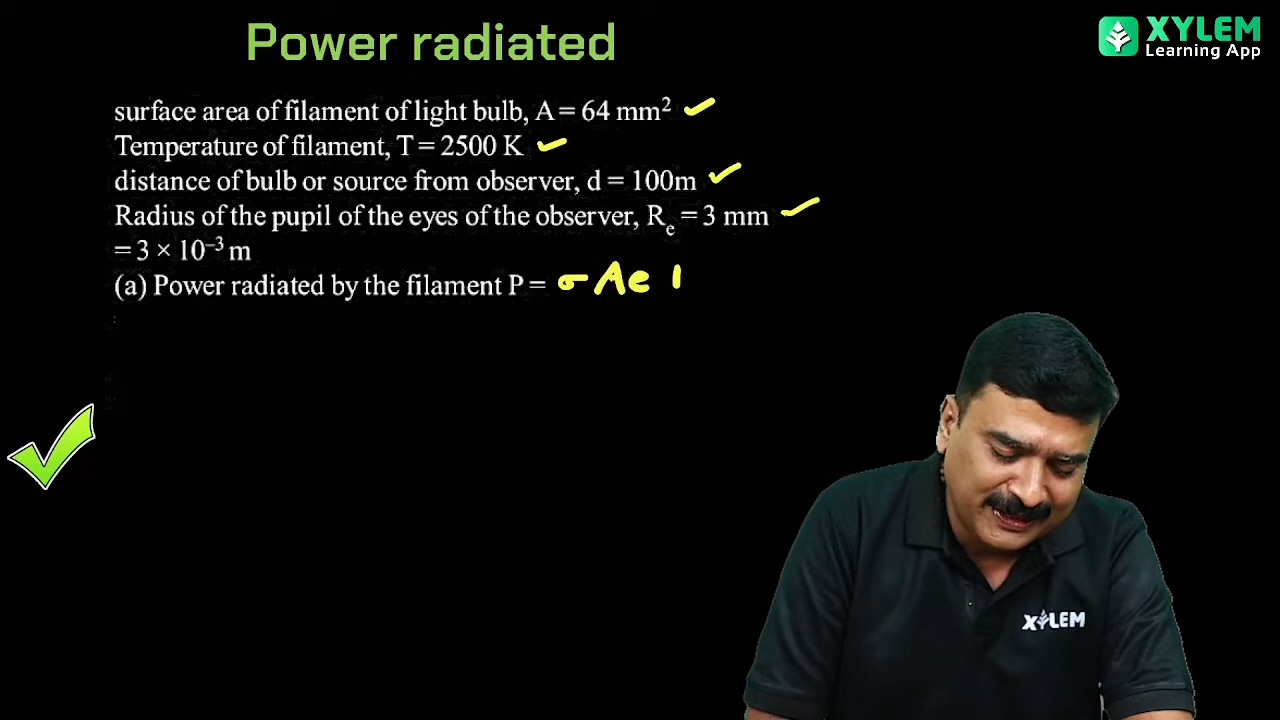 Power radiated
XYLEM
Learning App
surface area of filament of light bulb, A = 64 mm²
Temperature of filament, T = 2500 K
distance of bulb or source from observer, d = 100m
Radius of the pupil of the eyes of the observer, Rₑ = 3 mm
= 3 × 10⁻³ m
(a) Power radiated by the filament P = σAe
XYLEM